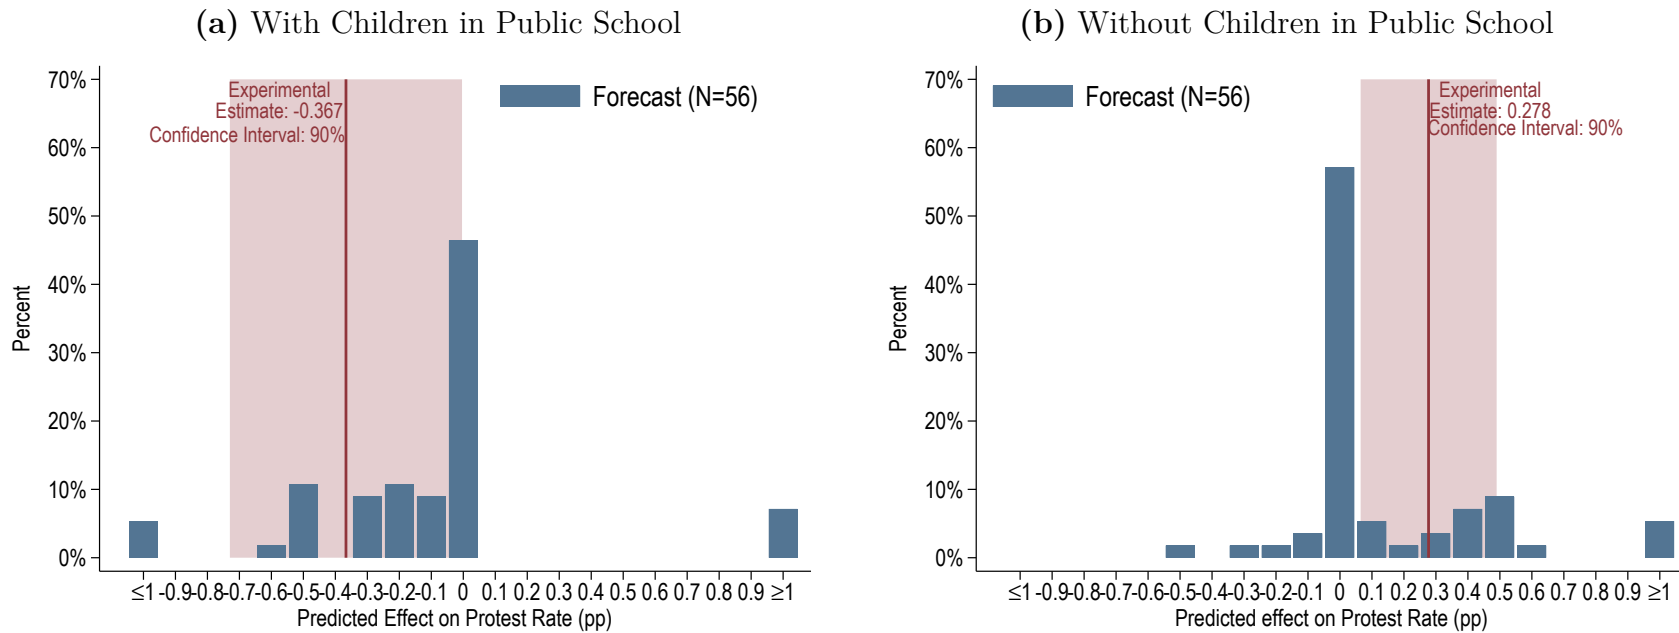 (a) With Children in Public School
70%
60%
50%
40%
30%
20%
10%
0%
Percent
Experimental
Estimate: -0.367
Confidence Interval: 90%
Forecast (N=56)
≤1 -0.9 -0.8 -0.7 -0.6 -0.5 -0.4 -0.3 -0.2 -0.1 0 0.1 0.2 0.3 0.4 0.5 0.6 0.7 0.8 0.9 ≥1
Predicted Effect on Protest Rate (pp)
(b) Without Children in Public School
70%
60%
50%
40%
30%
20%
10%
0%
Percent
Forecast (N=56)
Experimental
Estimate: 0.278
Confidence Interval: 90%
≤1 -0.9 -0.8 -0.7 -0.6 -0.5 -0.4 -0.3 -0.2 -0.1 0 0.1 0.2 0.3 0.4 0.5 0.6 0.7 0.8 0.9 ≥1
Predicted effect on Protest Rate (pp)